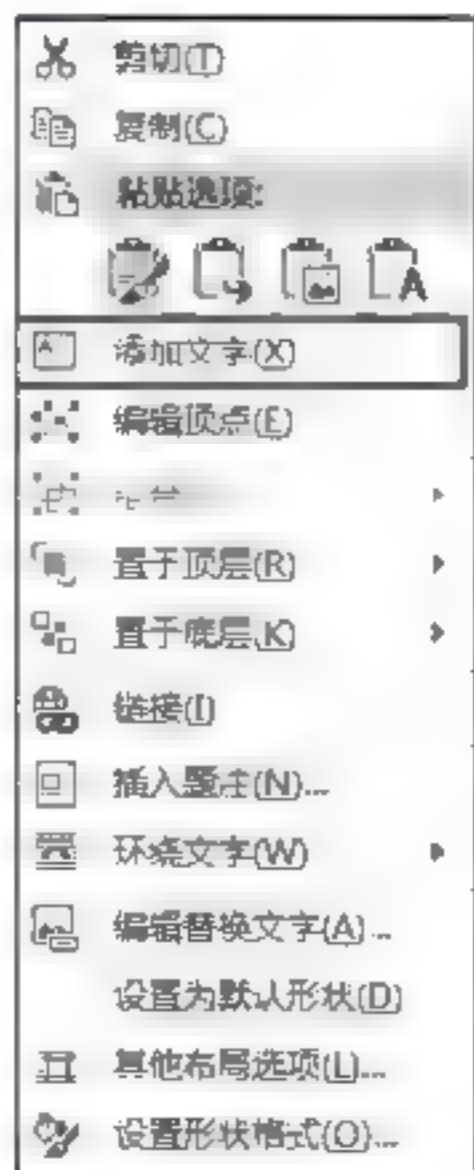 剪切(T)
复制(C)
粘贴选项:
添加文字(X)
编辑顶点(E)
置于顶层(R)
置于底层(K)
链接(I)
插入题注(N)...
环绕文字(W)
编辑替换文字(A)...
设置为默认形状(D)
其他布局选项(L)...
设置形状格式(O)...